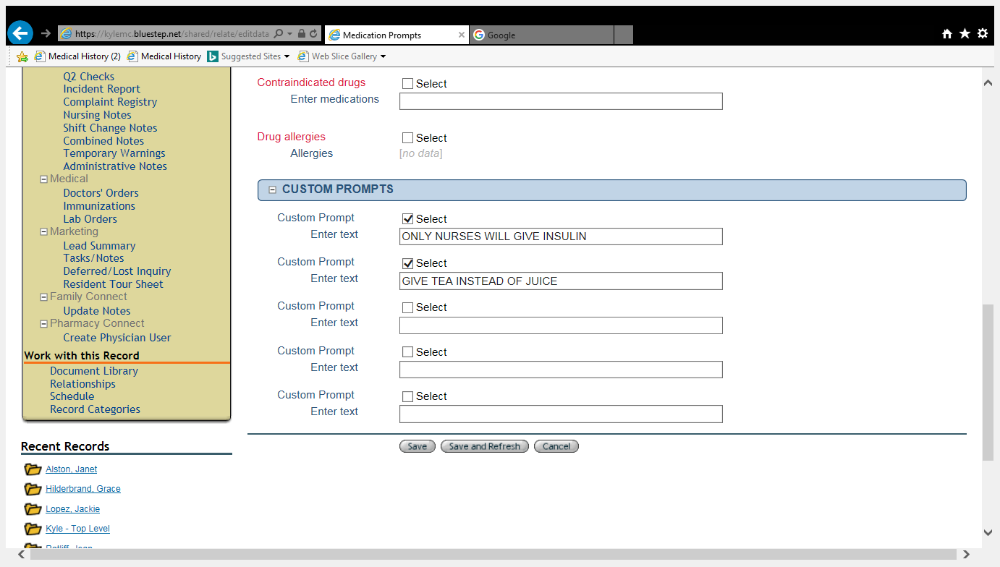 https://kylemc.bluestep.net/shared/relate/editdata
Medication Prompts
Google
Medical History (2)
Medical History
Suggested Sites
Web Slice Gallery
Q2 Checks
Incident Report
Complaint Registry
Nursing Notes
Shift Change Notes
Combined Notes
Temporary Warnings
Administrative Notes
Medical
Doctors' Orders
Immunizations
Lab Orders
Marketing
Lead Summary
Tasks/Notes
Deferred/Lost Inquiry
Resident Tour Sheet
Family Connect
Update Notes
Pharmacy Connect
Create Physician User
Work with this Record
Document Library
Relationships
Schedule
Record Categories
Recent Records
Alston, Janet
Hilderbrand, Grace
Lopez, Jackie
Kyle - Top Level
Contraindicated drugs Select
Enter medications
Drug allergies Select
Allergies [no data]
CUSTOM PROMPTS
Custom Prompt Select
Enter text ONLY NURSES WILL GIVE INSULIN
Custom Prompt Select
Enter text GIVE TEA INSTEAD OF JUICE
Custom Prompt Select
Enter text
Custom Prompt Select
Enter text
Custom Prompt Select
Enter text
Save Save and Refresh Cancel